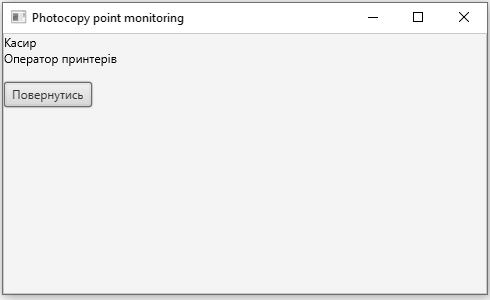 Photocopy point monitoring
Касир
Оператор принтерів
Повернутись